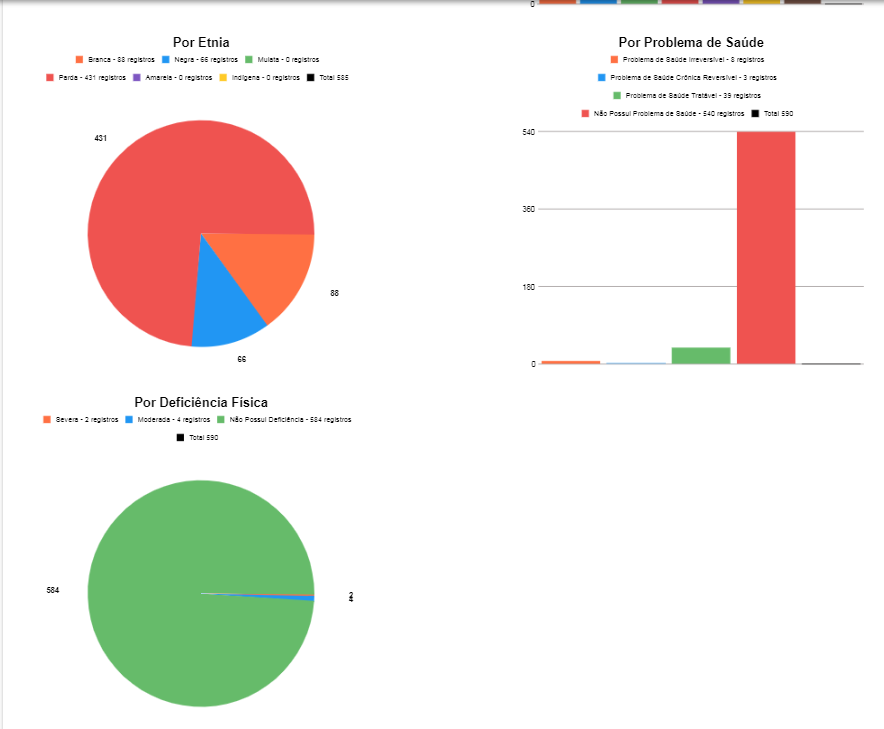 0
Por Etnia
Branca - 88 registros Negra - 66 registros Mulata - 0 registros
Parda - 431 registros Amarela - 0 registros Indígena - 0 registros Total 585
431
88
66
Por Problema de Saúde
Problema de Saúde Irreversível - 8 registros
Problema de Saúde Crônica Reversível - 3 registros
Problema de Saúde Tratável - 39 registros
Não Possui Problema de Saúde - 540 registros Total 590
540
360
180
0
Por Deficiência Física
Severa - 2 registros Moderada - 4 registros Não Possui Deficiência - 584 registros
Total 590
584
2
4